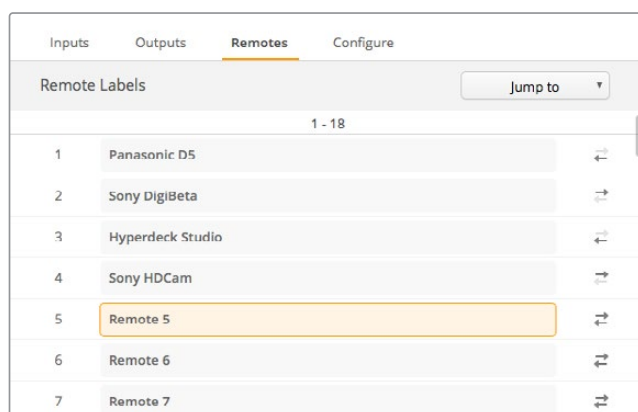 Inputs Outputs Remotes Configure
Remote Labels Jump to
1 - 18
1 Panasonic D5
2 Sony DigiBeta
3 Hyperdeck Studio
4 Sony HDCam
5 Remote 5
6 Remote 6
7 Remote 7